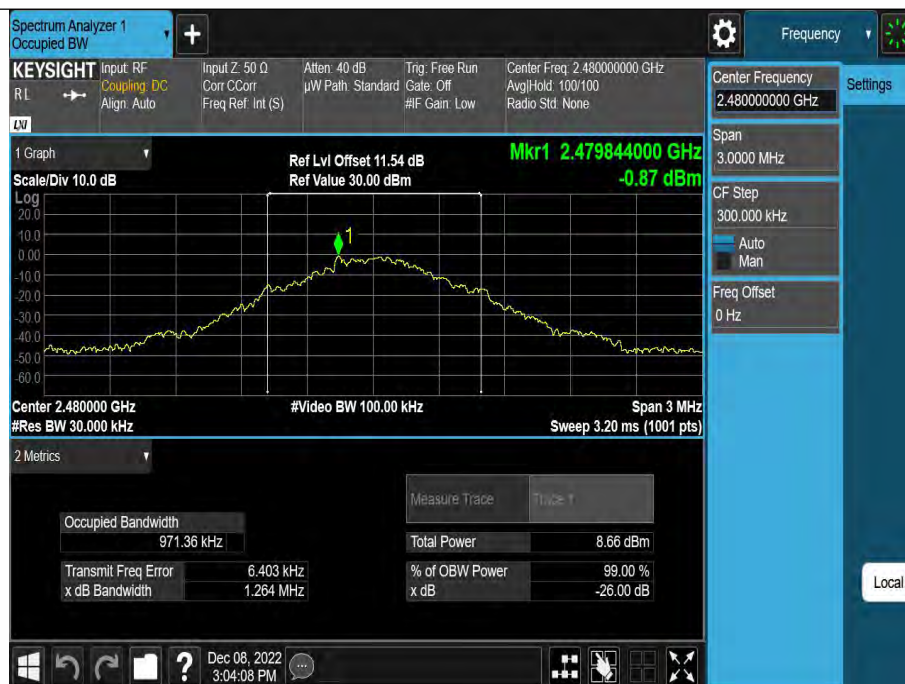 Spectrum Analyzer 1
Occupied BW
+
Frequency
KEYSIGHT
Input: RF
Coupling: DC
Align: Auto
Input Z: 50 Ω
Corr CCorr
Freq Ref: Int (S)
Atten: 40 dB
µW Path: Standard
Trig: Free Run
Gate: Off
#IF Gain: Low
Center Freq: 2.480000000 GHz
Avg|Hold: 100/100
Radio Std: None
R L
LXI
Center Frequency
2.480000000 GHz
Settings
Span
3.0000 MHz
CF Step
300.000 kHz
Auto
Man
Freq Offset
0 Hz
1 Graph
Scale/Div 10.0 dB
Ref Lvl Offset 11.54 dB
Ref Value 30.00 dBm
Mkr1 2.479844000 GHz
-0.87 dBm
Log
20.0
10.0
0.00
-10.0
-20.0
-30.0
-40.0
-50.0
-60.0
1
Center 2.480000 GHz
#Res BW 30.000 kHz
#Video BW 100.00 kHz
Span 3 MHz
Sweep 3.20 ms (1001 pts)
2 Metrics
Measure Trace
Trace 1
Occupied Bandwidth
971.36 kHz
Total Power
8.66 dBm
Transmit Freq Error
6.403 kHz
% of OBW Power
99.00 %
x dB Bandwidth
1.264 MHz
x dB
-26.00 dB
Local
?
Dec 08, 2022
3:04:08 PM